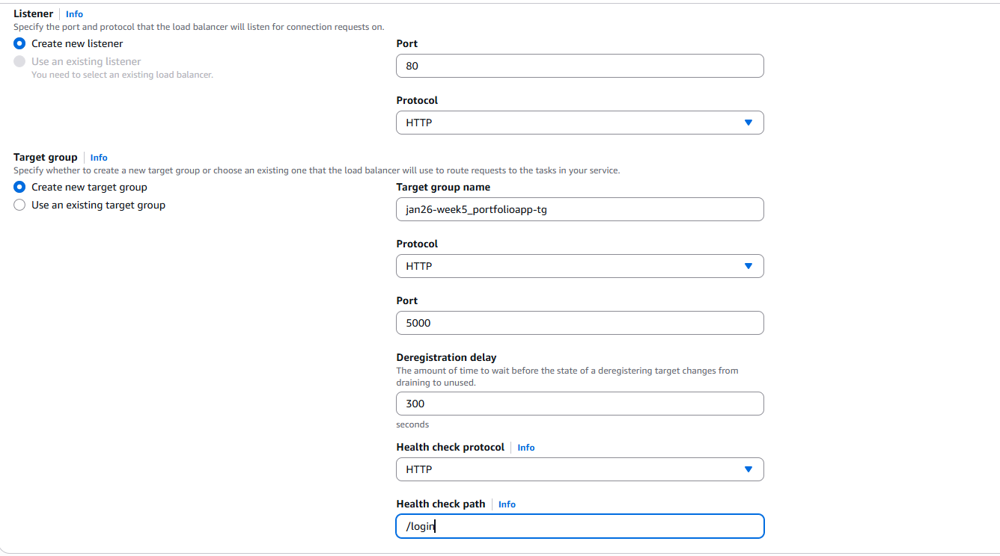 Listener Info
Specify the port and protocol that the load balancer will listen for connection requests on.
Create new listener
Use an existing listener
You need to select an existing load balancer.
Port
80
Protocol
HTTP
Target group Info
Specify whether to create a new target group or choose an existing one that the load balancer will use to route requests to the tasks in your service.
Create new target group
Use an existing target group
Target group name
jan26-week5_portfolioapp-tg
Protocol
HTTP
Port
5000
Deregistration delay
The amount of time to wait before the state of a deregistering target changes from
draining to unused.
300
seconds
Health check protocol Info
HTTP
Health check path Info
/login